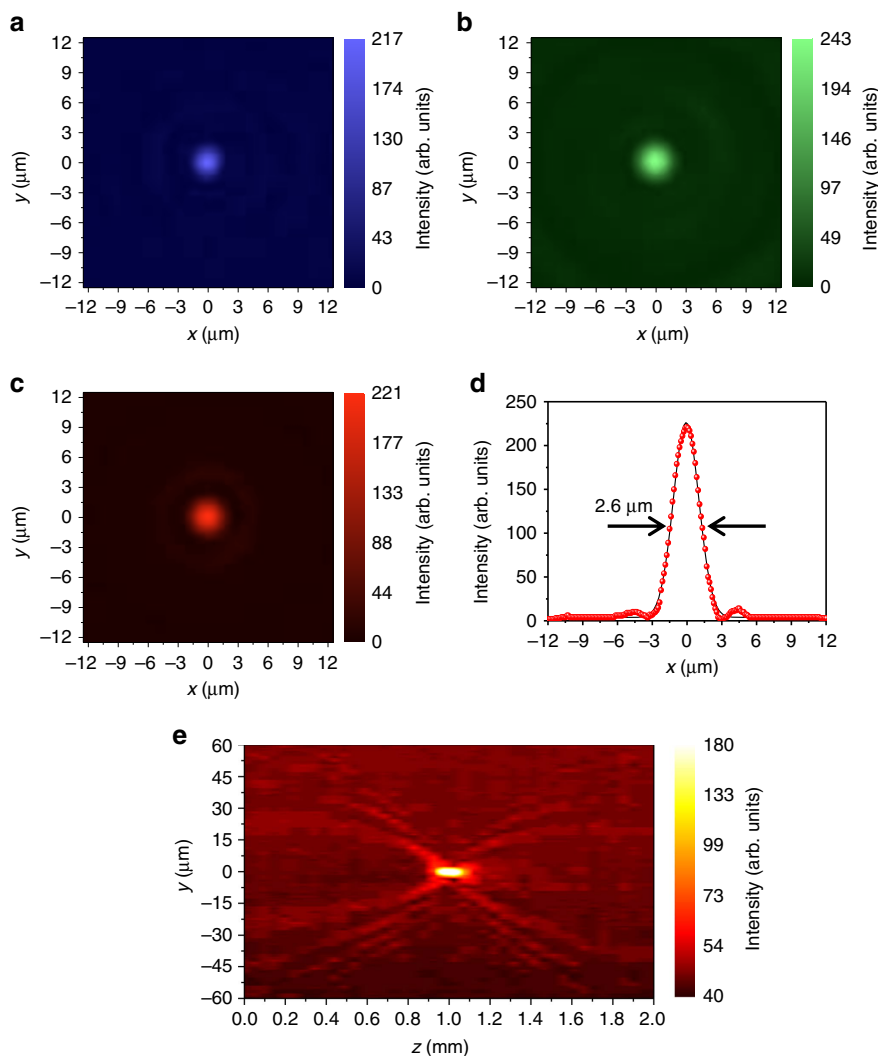 a
12
9
6
3
0
−3
−6
−9
−12
y (μm)
−12 −9 −6 −3 0 3 6 9 12
x (μm)
217
174
130
87
43
0
Intensity (arb. units)
b
12
9
6
3
0
−3
−6
−9
−12
y (μm)
−12 −9 −6 −3 0 3 6 9 12
x (μm)
243
194
146
97
49
0
Intensity (arb. units)
c
12
9
6
3
0
−3
−6
−9
−12
y (μm)
−12 −9 −6 −3 0 3 6 9 12
x (μm)
221
177
133
88
44
0
Intensity (arb. units)
d
250
200
150
100
50
0
Intensity (arb. units)
2.6 μm
−12 −9 −6 −3 0 3 6 9 12
x (μm)
e
60
45
30
15
0
−15
−30
−45
−60
y (μm)
0.0 0.2 0.4 0.6 0.8 1.0 1.2 1.4 1.6 1.8 2.0
z (mm)
180
133
99
73
54
40
Intensity (arb. units)